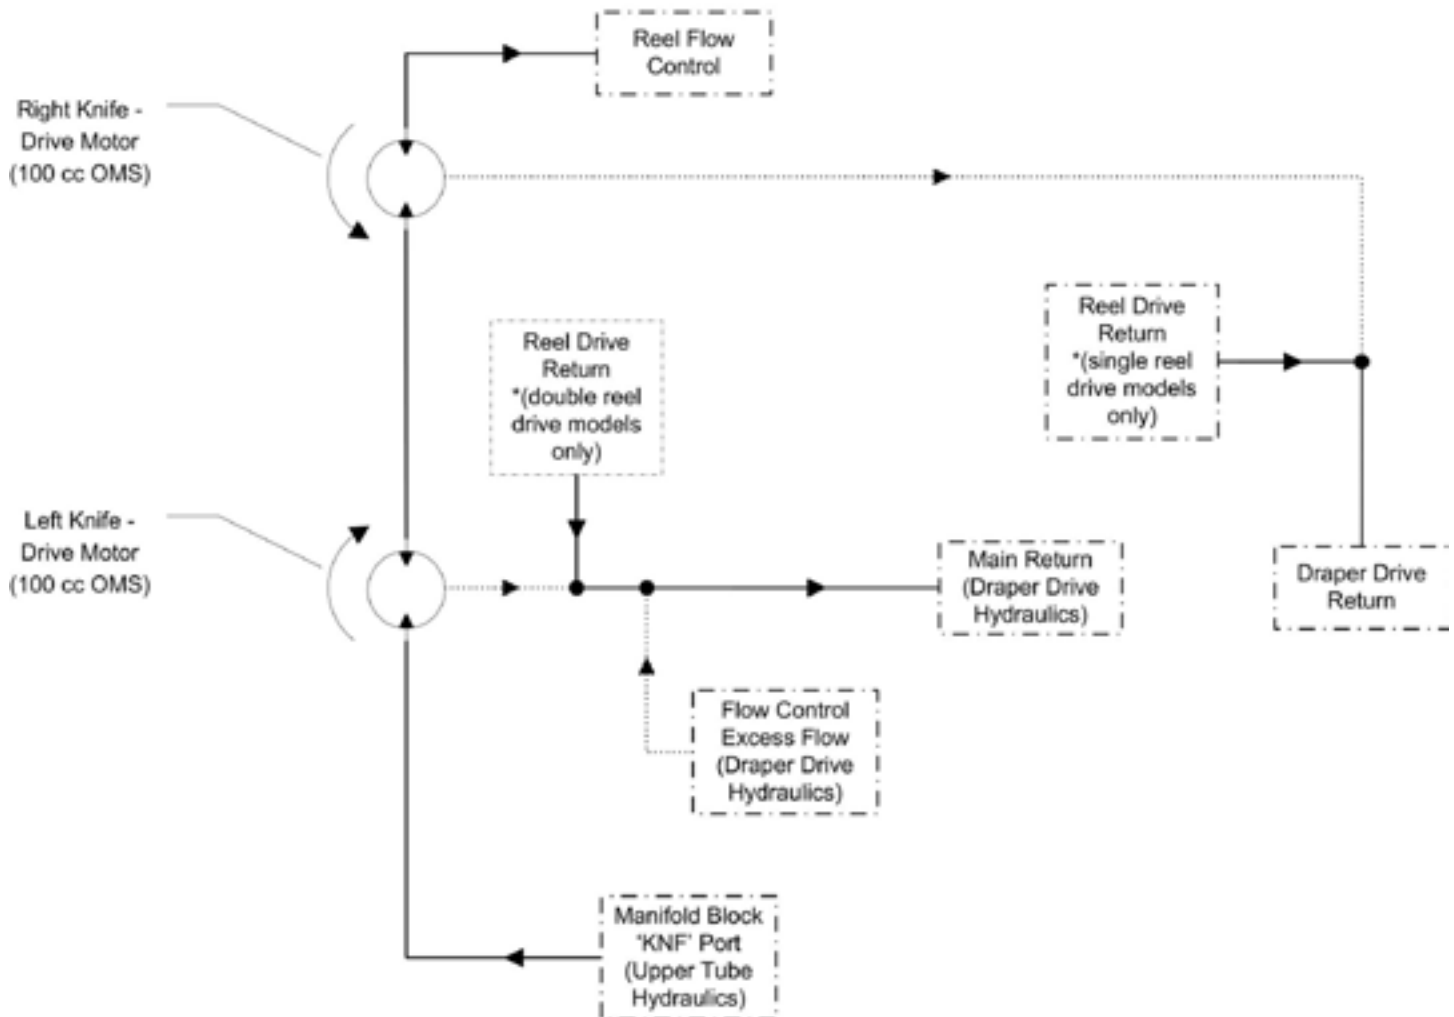 Reel Flow
Control
Right Knife -
Drive Motor
(100 cc OMS)
Reel Drive
Return
*(single reel
drive models
only)
Reel Drive
Return
*(double reel
drive models
only)
Left Knife -
Drive Motor
(100 cc OMS)
Main Return
(Draper Drive
Hydraulics)
Draper Drive
Return
Flow Control
Excess Flow
(Draper Drive
Hydraulics)
Manifold Block
'KNF' Port
(Upper Tube
Hydraulics)